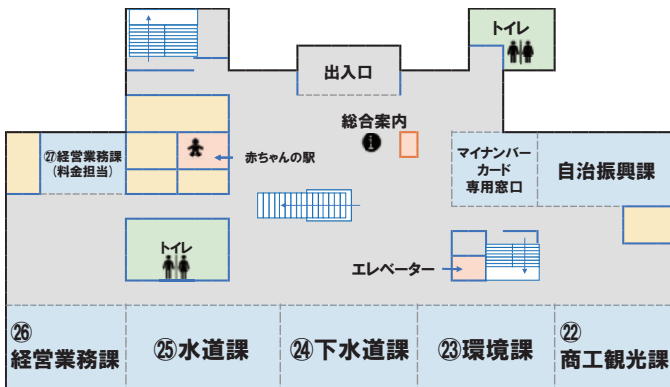 トイレ
出入口
総合案内
㉗経営業務課
(料金担当)
赤ちゃんの駅
マイナンバー
カード
専用窓口
自治振興課
トイレ
エレベーター
㉖
経営業務課
㉕水道課
㉔下水道課
㉓環境課
㉒
商工観光課